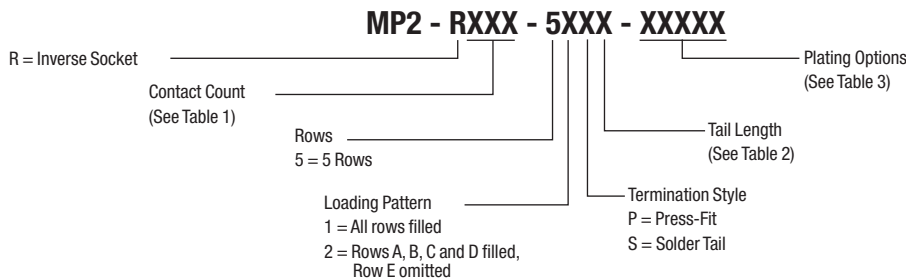 MP2 - RXXX - 5XXX - XXXXX
R = Inverse Socket
Plating Options
(See Table 3)
Contact Count
(See Table 1)
Rows
5 = 5 Rows
Tail Length
(See Table 2)
Loading Pattern
1 = All rows filled
2 = Rows A, B, C and D filled,
Row E omitted
Termination Style
P = Press-Fit
S = Solder Tail